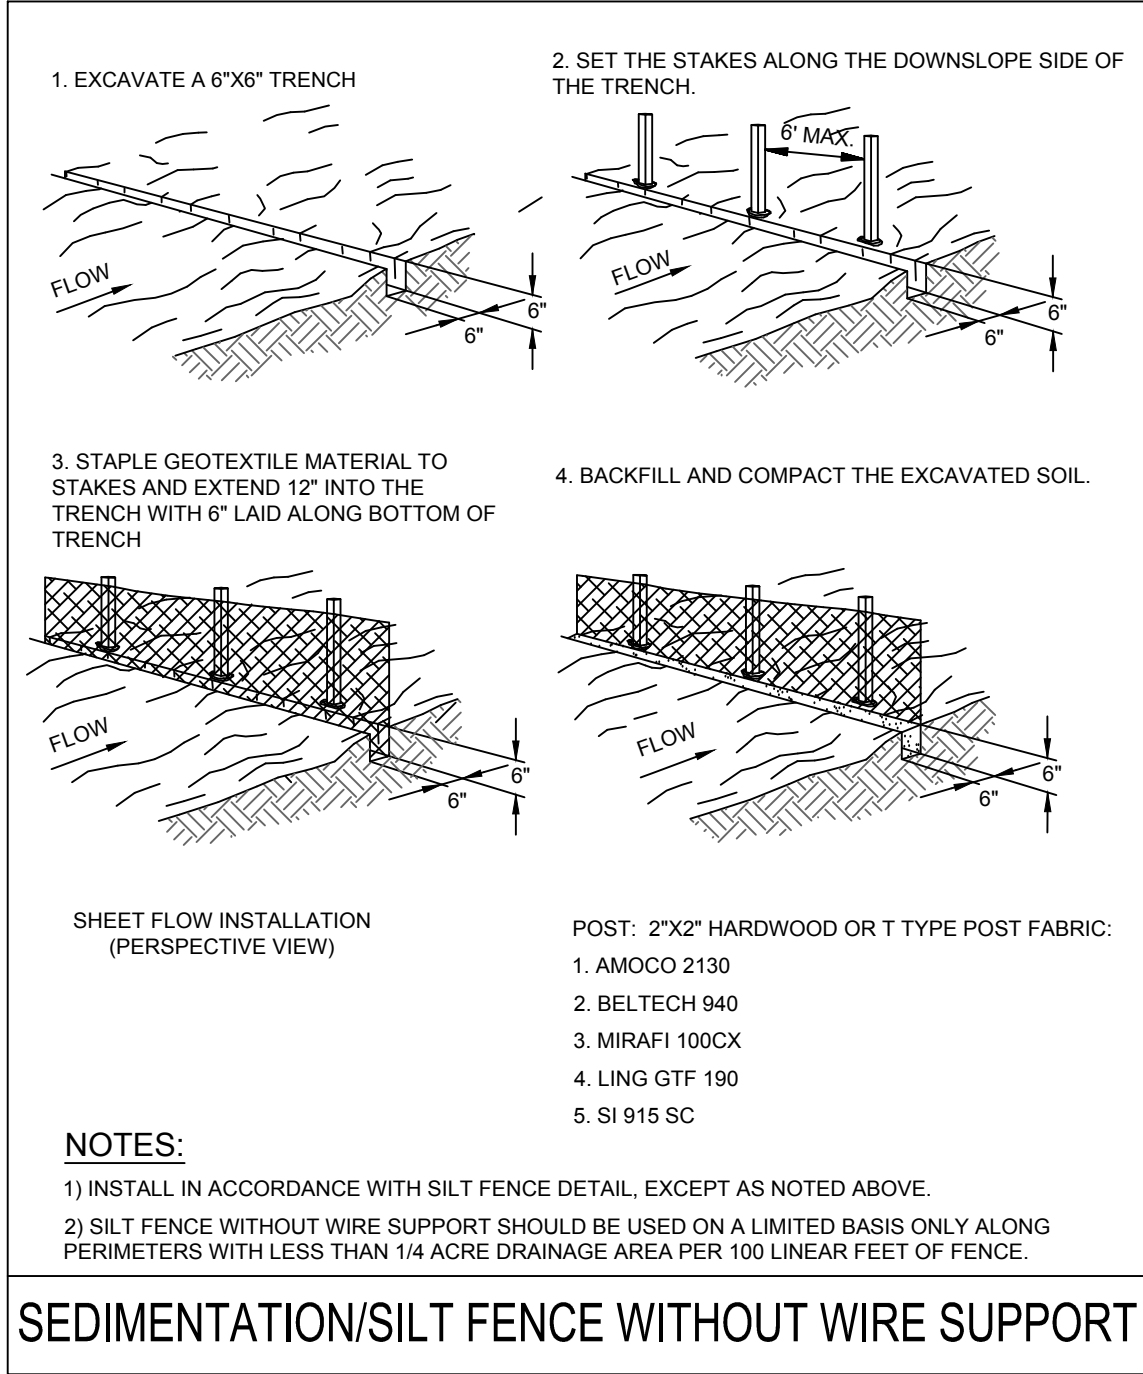 1. EXCAVATE A 6"X6" TRENCH
2. SET THE STAKES ALONG THE DOWNSLOPE SIDE OF
THE TRENCH.
FLOW
6"
6"
6' MAX.
FLOW
6"
6"
3. STAPLE GEOTEXTILE MATERIAL TO
STAKES AND EXTEND 12" INTO THE
TRENCH WITH 6" LAID ALONG BOTTOM OF
TRENCH
4. BACKFILL AND COMPACT THE EXCAVATED SOIL.
FLOW
6"
6"
FLOW
6"
6"
SHEET FLOW INSTALLATION
(PERSPECTIVE VIEW)
POST: 2"X2" HARDWOOD OR T TYPE POST FABRIC:
1. AMOCO 2130
2. BELTECH 940
3. MIRAFI 100CX
4. LING GTF 190
5. SI 915 SC
NOTES:
1) INSTALL IN ACCORDANCE WITH SILT FENCE DETAIL, EXCEPT AS NOTED ABOVE.
2) SILT FENCE WITHOUT WIRE SUPPORT SHOULD BE USED ON A LIMITED BASIS ONLY ALONG
PERIMETERS WITH LESS THAN 1/4 ACRE DRAINAGE AREA PER 100 LINEAR FEET OF FENCE.
SEDIMENTATION/SILT FENCE WITHOUT WIRE SUPPORT